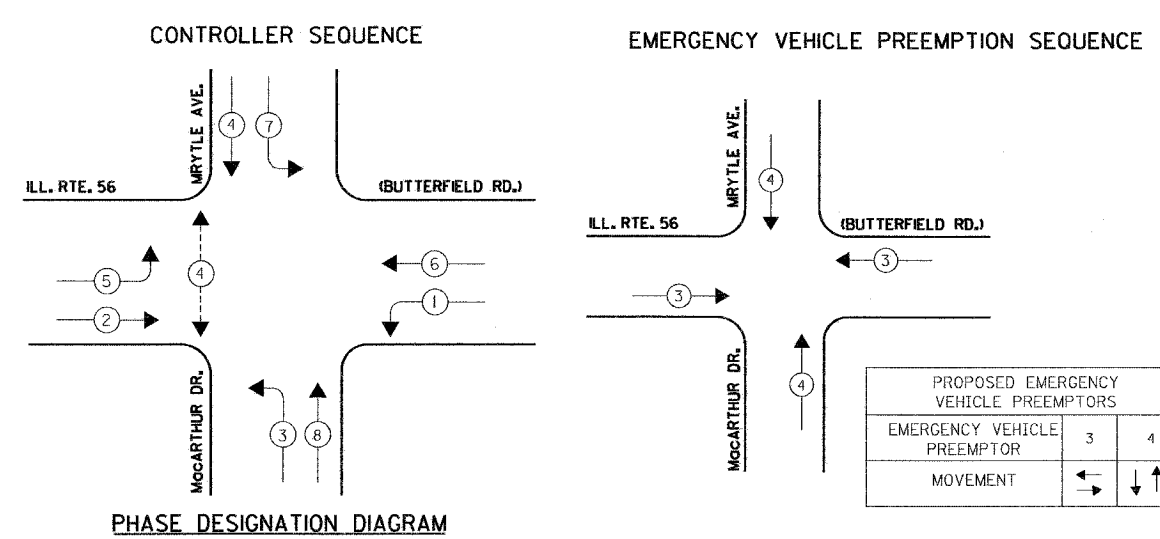 CONTROLLER SEQUENCE
MRYTLE AVE.
4
7
ILL. RTE. 56
(BUTTERFIELD RD.)
5
4
6
2
1
MacARTHUR DR.
3
8
PHASE DESIGNATION DIAGRAM
EMERGENCY VEHICLE PREEMPTION SEQUENCE
MRYTLE AVE.
4
ILL. RTE. 56
(BUTTERFIELD RD.)
3
3
MacARTHUR DR.
4
PROPOSED EMERGENCY
VEHICLE PREEMPTORS
EMERGENCY VEHICLE
PREEMPTOR
3
4
MOVEMENT